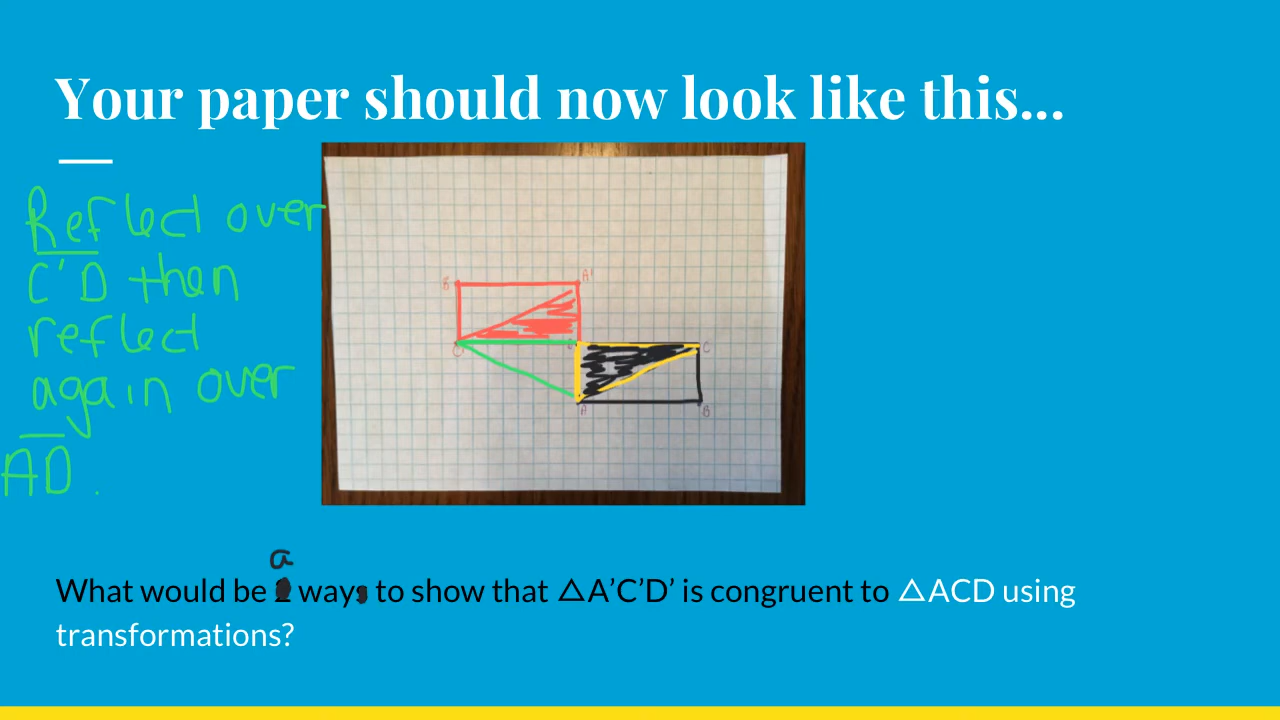 Your paper should now look like this...
Reflect over
C'D then
reflect
again over
AD.
B'
A'
C'
C
A
B
a
What would be ways to show that △A’C’D’ is congruent to △ACD using
transformations?